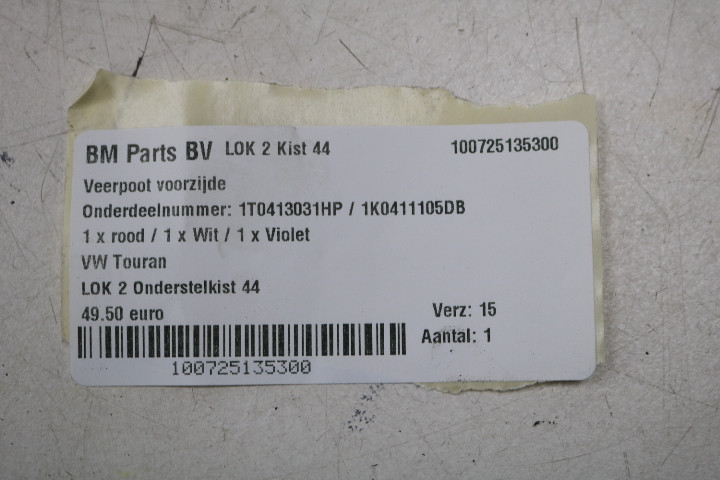 BM Parts BV LOK 2 Kist 44 100725135300
Veerpoot voorzijde
Onderdeelnummer: 1T0413031HP / 1K0411105DB
1 x rood / 1 x Wit / 1 x Violet
VW Touran
LOK 2 Onderstelkist 44
49.50 euro Verz: 15
Aantal: 1
100725135300